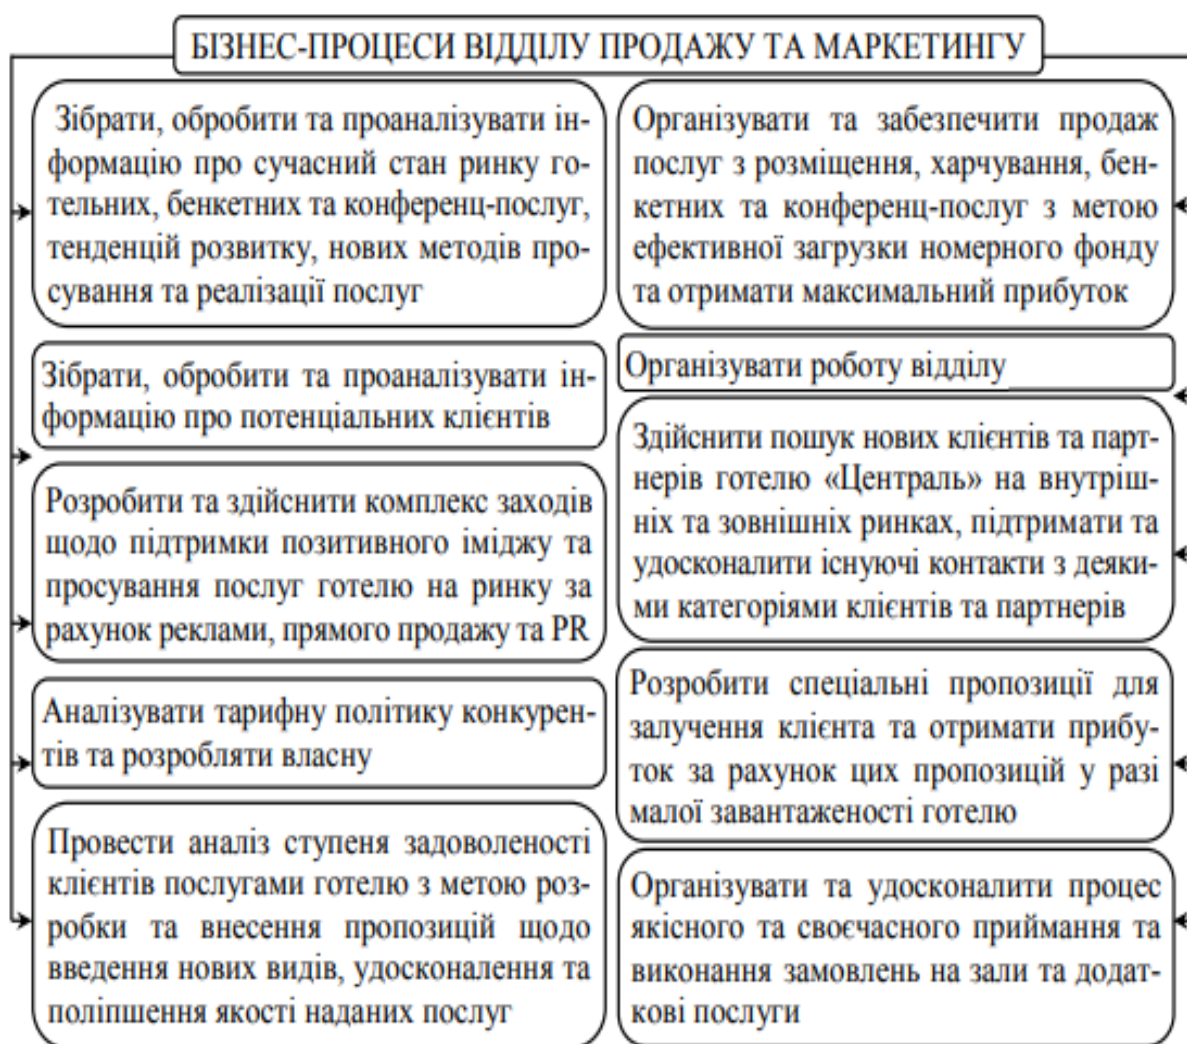 БІЗНЕС-ПРОЦЕСИ ВІДДІЛУ ПРОДАЖУ ТА МАРКЕТИНГУ
Зібрати, обробити та проаналізувати ін-
формацію про сучасний стан ринку го-
тельних, бенкетних та конференц-послуг,
тенденцій розвитку, нових методів про-
сування та реалізації послуг
Зібрати, обробити та проаналізувати ін-
формацію про потенціальних клієнтів
Розробити та здійснити комплекс заходів
щодо підтримки позитивного іміджу та
просування послуг готелю на ринку за
рахунок реклами, прямого продажу та PR
Аналізувати тарифну політику конкурен-
тів та розробляти власну
Провести аналіз ступеня задоволеності
клієнтів послугами готелю з метою роз-
робки та внесення пропозицій щодо
введення нових видів, удосконалення та
поліпшення якості наданих послуг
Організувати та забезпечити продаж
послуг з розміщення, харчування, бен-
кетних та конференц-послуг з метою
ефективної загрузки номерного фонду
та отримати максимальний прибуток
Організувати роботу відділу
Здійснити пошук нових клієнтів та парт-
нерів готелю «Централь» на внутріш-
ніх та зовнішніх ринках, підтримати та
удосконалити існуючі контакти з деяки-
ми категоріями клієнтів та партнерів
Розробити спеціальні пропозиції для
залучення клієнта та отримати прибу-
ток за рахунок цих пропозицій у разі
малої завантаженості готелю
Організувати та удосконалити процес
якісного та своєчасного приймання та
виконання замовлень на зали та додат-
кові послуги